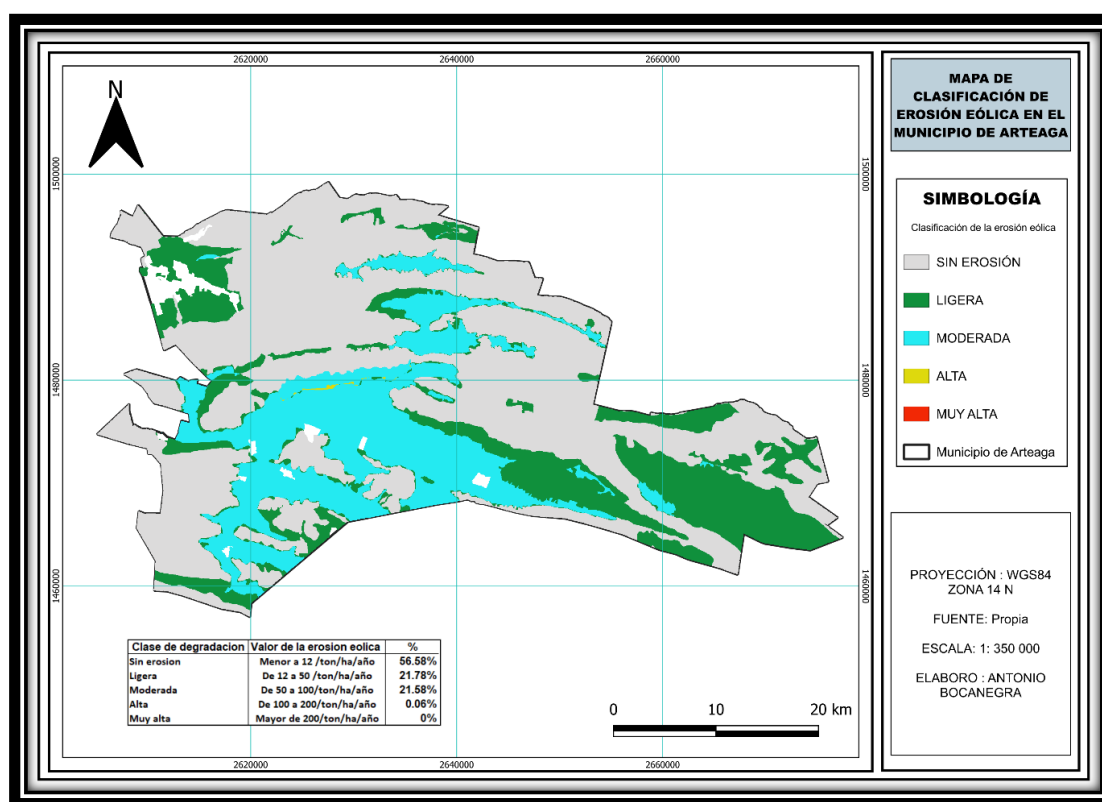 2620000 2640000 2660000
N
1500000 1500000
1480000 1480000
1460000 1460000
Clase de degradacion Valor de la erosion eolica %
Sin erosion Menor a 12 /ton/ha/año 56.58%
Ligera De 12 a 50 /ton/ha/año 21.78%
Moderada De 50 a 100/ton/ha/año 21.58%
Alta De 100 a 200/ton/ha/año 0.06%
Muy alta Mayor de 200/ton/ha/año 0%
0 10 20 km
2620000 2640000 2660000
MAPA DE
CLASIFICACIÓN DE
EROSIÓN EÓLICA EN EL
MUNICIPIO DE ARTEAGA
SIMBOLOGÍA
Clasificación de la erosión eólica
SIN EROSIÓN
LIGERA
MODERADA
ALTA
MUY ALTA
Municipio de Arteaga
PROYECCIÓN : WGS84
ZONA 14 N
FUENTE: Propia
ESCALA: 1: 350 000
ELABORO : ANTONIO
BOCANEGRA